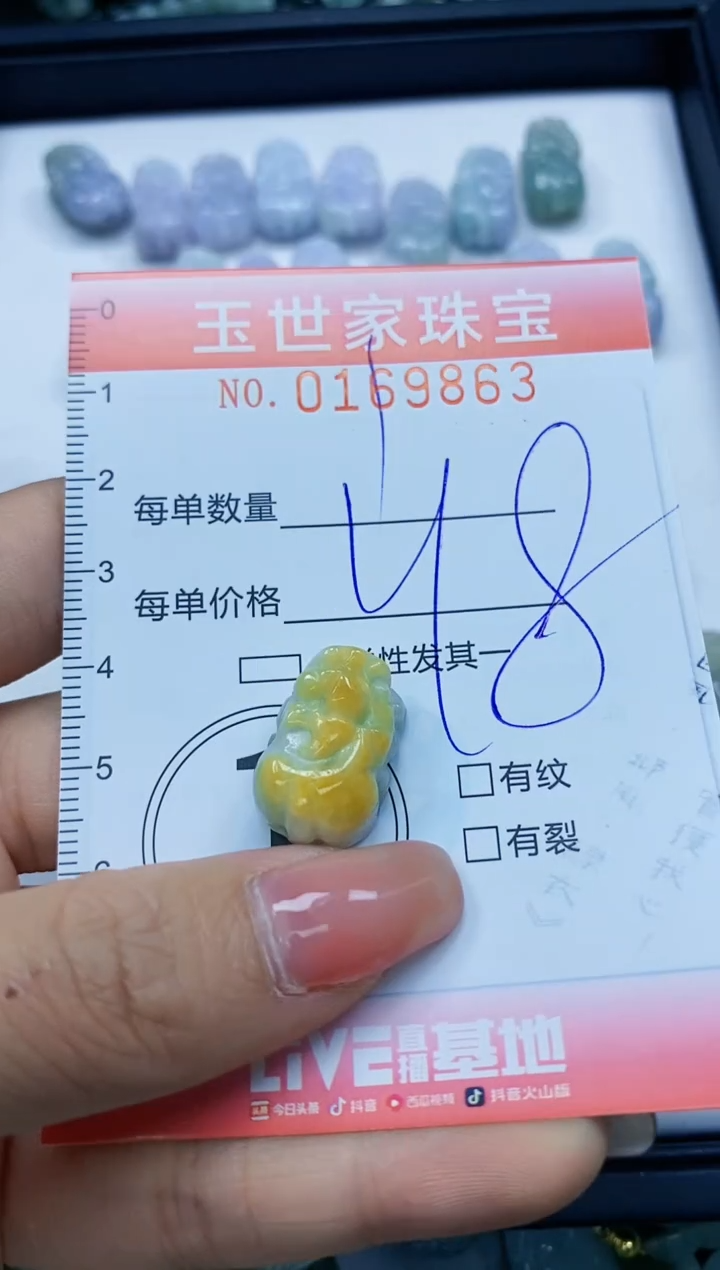 玉世家珠宝
NO. 0169863
0
1
2
3
4
5
每单数量 1
每单价格 48
性发其一
有纹
有裂
LIVE直播基地
今日头条 抖音 西瓜视频 抖音火山版